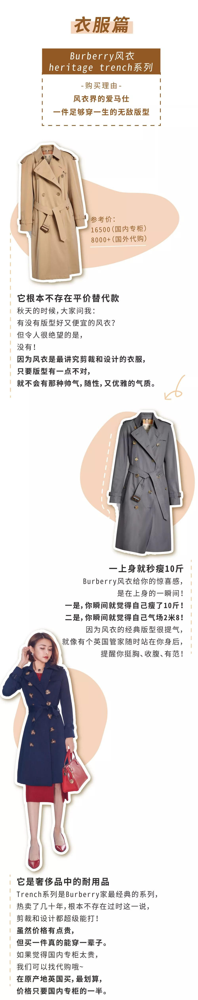 衣服篇
Burberry风衣
heritage trench系列
-购买理由-
风衣界的爱马仕
一件足够穿一生的无敌版型
参考价：
16500（国内专柜）
8000+（国外代购）
它根本不存在平价替代款
秋天的时候，大家问我：
有没有版型好又便宜的风衣？
但令人很绝望的是，
没有！
因为风衣是最讲究剪裁和设计的衣服，
只要版型有一点不对，
就不会有那种帅气，随性，又优雅的气质。
一上身就秒瘦10斤
Burberry风衣给你的惊喜感，
是在上身的一瞬间！
一是，你瞬间就觉得自己瘦了10斤！
二是，你瞬间就觉得自己气场2米8！
因为风衣的经典版型很提气，
就像有个英国管家随时站在你身后，
提醒你挺胸、收腹、有范！
它是奢侈品中的耐用品
Trench系列是Burberry家最经典的系列，
热卖了几十年，根本不存在过时这一说，
剪裁和设计都超级能打！
虽然价格有点贵，
但买一件真的能穿一辈子。
如果觉得国内专柜太贵，
我们可以找代购哦~
在原产地英国买，最划算，
价格只要国内专柜的一半。